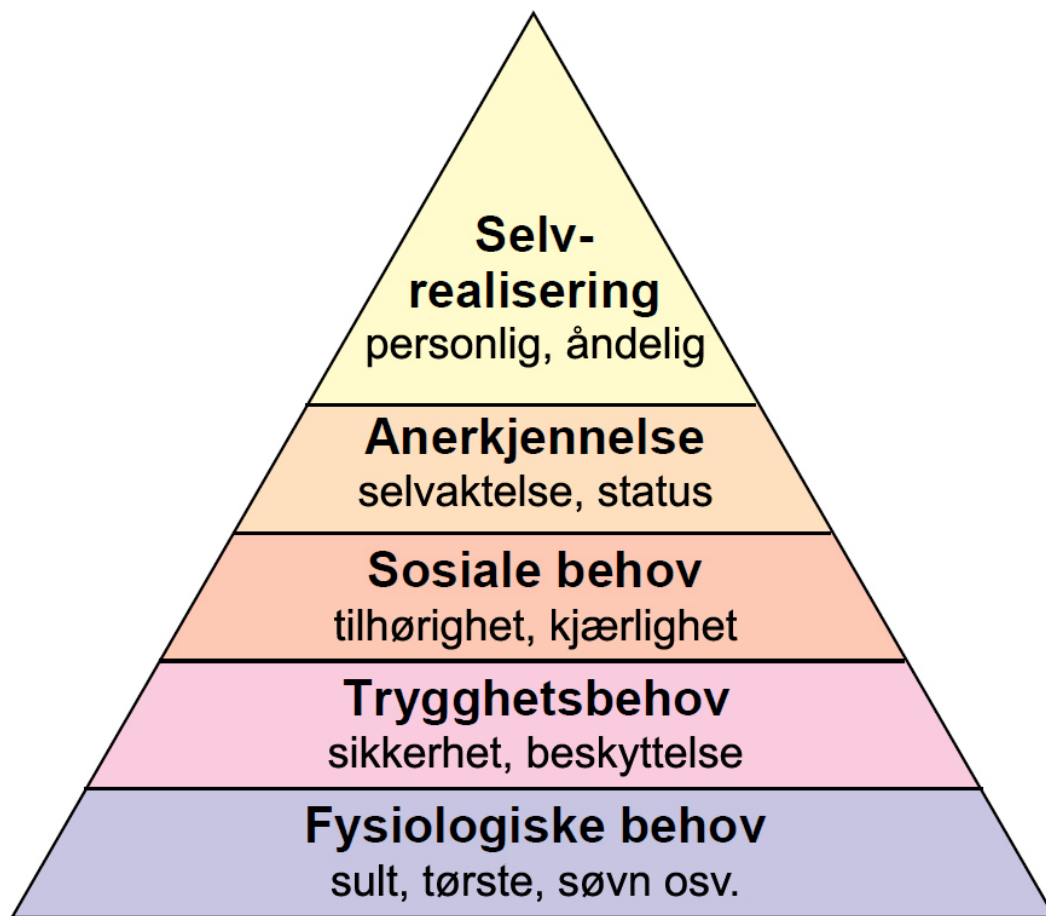 Selv-
realisering
personlig, åndelig
Anerkjennelse
selvaktelse, status
Sosiale behov
tilhørighet, kjærlighet
Trygghetsbehov
sikkerhet, beskyttelse
Fysiologiske behov
sult, tørste, søvn osv.